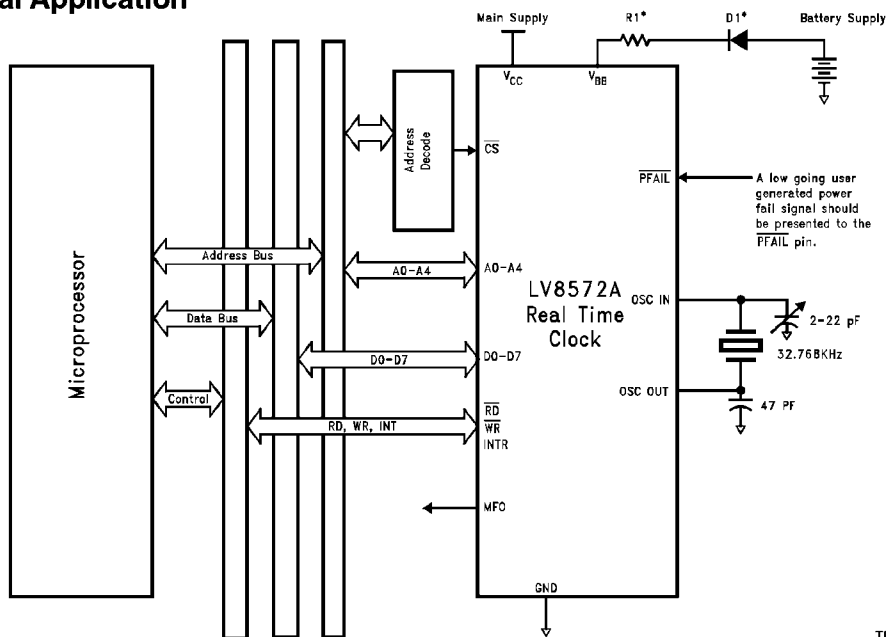 al Application
Main Supply
R1*
D1*
Battery Supply
VCC
VBB
Address
Decode
CS
PFAIL
A low going user
generated power
fail signal should
be presented to the
PFAIL pin.
Microprocessor
Address Bus
A0-A4
A0-A4
LV8572A
Real Time
Clock
OSC IN
2-22 pF
Data Bus
32.768KHz
D0-D7
D0-D7
OSC OUT
Control
47 PF
RD, WR, INT
RD
WR
INTR
MFO
GND